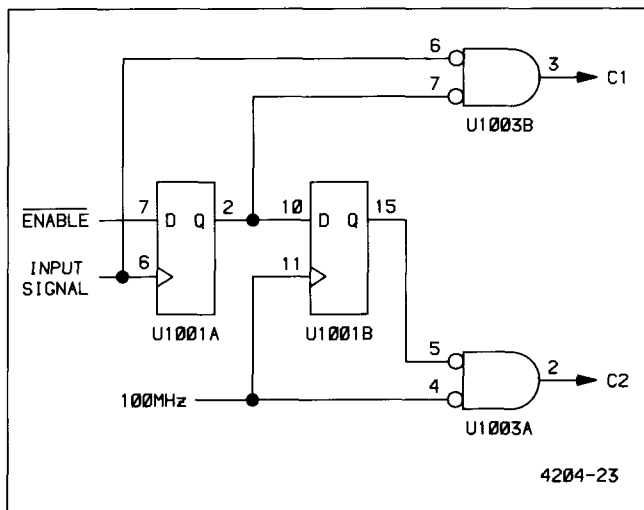 6
3
C1
7
U1003B
ENABLE
7
D Q
2
10
D Q
15
INPUT
SIGNAL
6
11
U1001A
U1001B
5
2
C2
100MHz
4
U1003A
4204-23